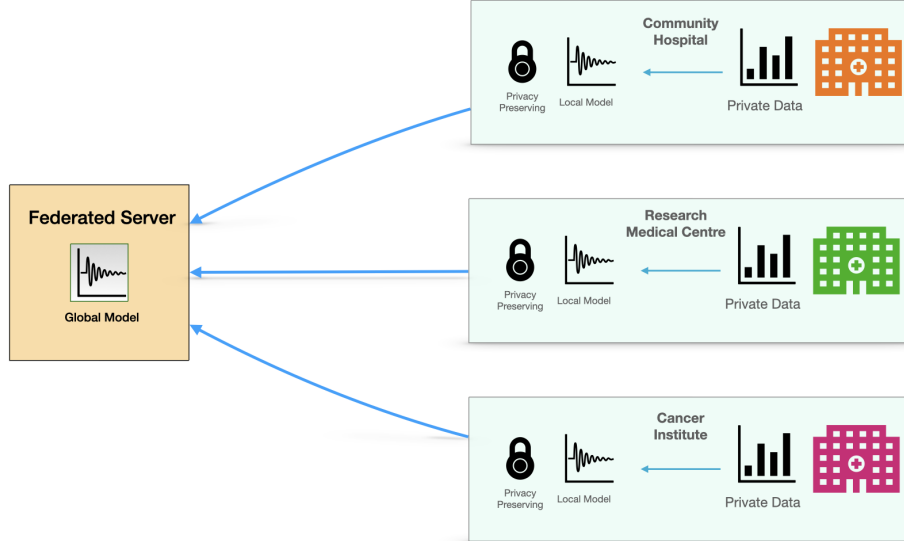 Community
Hospital
Privacy
Preserving
Local Model
Private Data
Federated Server
Global Model
Research
Medical Centre
Privacy
Preserving
Local Model
Private Data
Cancer
Institute
Privacy
Preserving
Local Model
Private Data